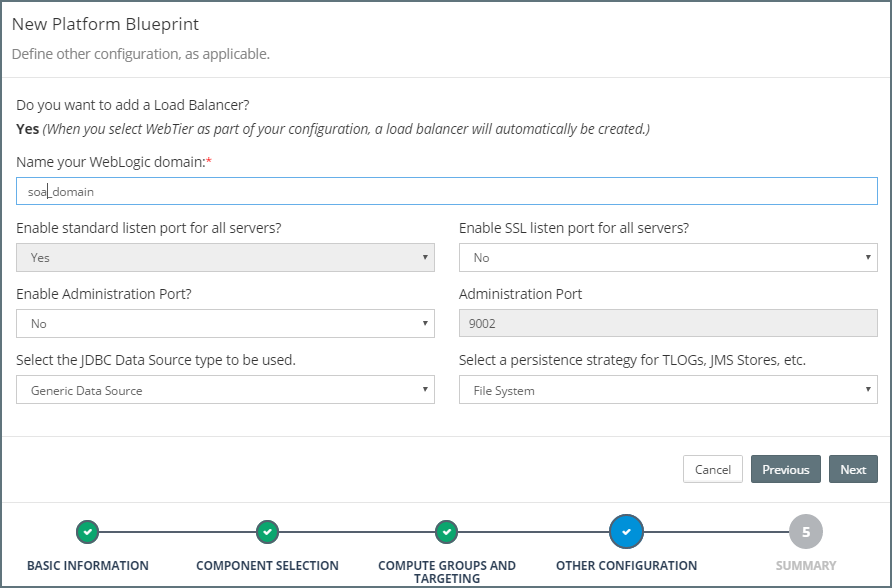 New Platform Blueprint
Define other configuration, as applicable.
Do you want to add a Load Balancer?
Yes (When you select WebTier as part of your configuration, a load balancer will automatically be created.)
Name your WebLogic domain:*
soa_domain
Enable standard listen port for all servers?
Enable SSL listen port for all servers?
Yes
No
Enable Administration Port?
Administration Port
No
9002
Select the JDBC Data Source type to be used.
Select a persistence strategy for TLOGs, JMS Stores, etc.
Generic Data Source
File System
Cancel
Previous
Next
5
BASIC INFORMATION
COMPONENT SELECTION
COMPUTE GROUPS AND
TARGETING
OTHER CONFIGURATION
SUMMARY